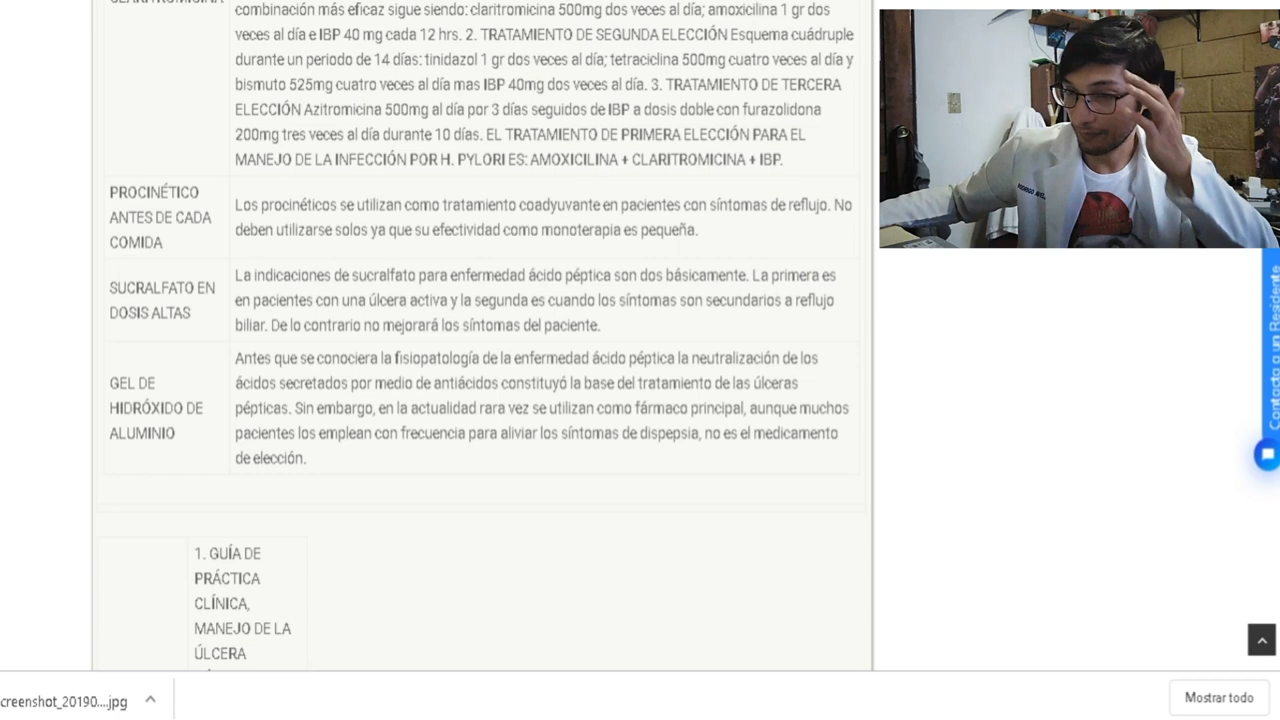 combinación más eficaz sigue siendo: claritromicina 500mg dos veces al día; amoxicilina 1 gr dos
veces al día e IBP 40 mg cada 12 hrs. 2. TRATAMIENTO DE SEGUNDA ELECCIÓN Esquema cuádruple
durante un periodo de 14 días: tinidazol 1 gr dos veces al día; tetraciclina 500mg cuatro veces al día y
bismuto 525mg cuatro veces al día mas IBP 40mg dos veces al día. 3. TRATAMIENTO DE TERCERA
ELECCIÓN Azitromicina 500mg al día por 3 días seguidos de IBP a dosis doble con furazolidona
200mg tres veces al día durante 10 días. EL TRATAMIENTO DE PRIMERA ELECCIÓN PARA EL
MANEJO DE LA INFECCIÓN POR H. PYLORI ES: AMOXICILINA + CLARITROMICINA + IBP.
PROCINÉTICO
ANTES DE CADA
COMIDA
Los procinéticos se utilizan como tratamiento coadyuvante en pacientes con síntomas de reflujo. No
deben utilizarse solos ya que su efectividad como monoterapia es pequeña.
SUCRALFATO EN
DOSIS ALTAS
La indicaciones de sucralfato para enfermedad ácido péptica son dos básicamente. La primera es
en pacientes con una úlcera activa y la segunda es cuando los síntomas son secundarios a reflujo
biliar. De lo contrario no mejorará los síntomas del paciente.
GEL DE
HIDRÓXIDO DE
ALUMINIO
Antes que se conociera la fisiopatología de la enfermedad ácido péptica la neutralización de los
ácidos secretados por medio de antiácidos constituyó la base del tratamiento de las úlceras
pépticas. Sin embargo, en la actualidad rara vez se utilizan como fármaco principal, aunque muchos
pacientes los emplean con frecuencia para aliviar los síntomas de dispepsia, no es el medicamento
de elección.
1. GUÍA DE
PRÁCTICA
CLÍNICA,
MANEJO DE LA
ÚLCERA
Contacta a un Residente
creenshot_20190....jpg
Mostrar todo